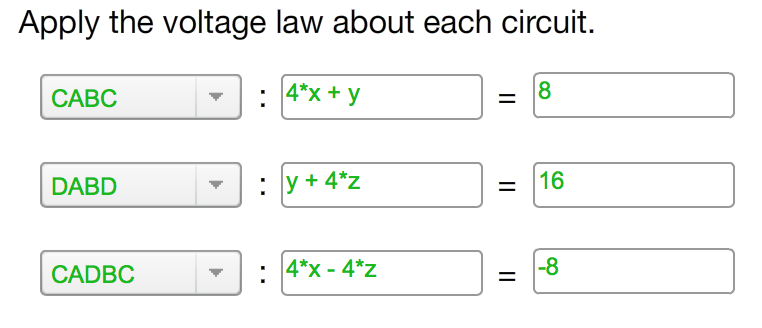 Apply the voltage law about each circuit.
CABC : 4*x + y = 8
DABD : y + 4*z = 16
CADBC : 4*x - 4*z = -8